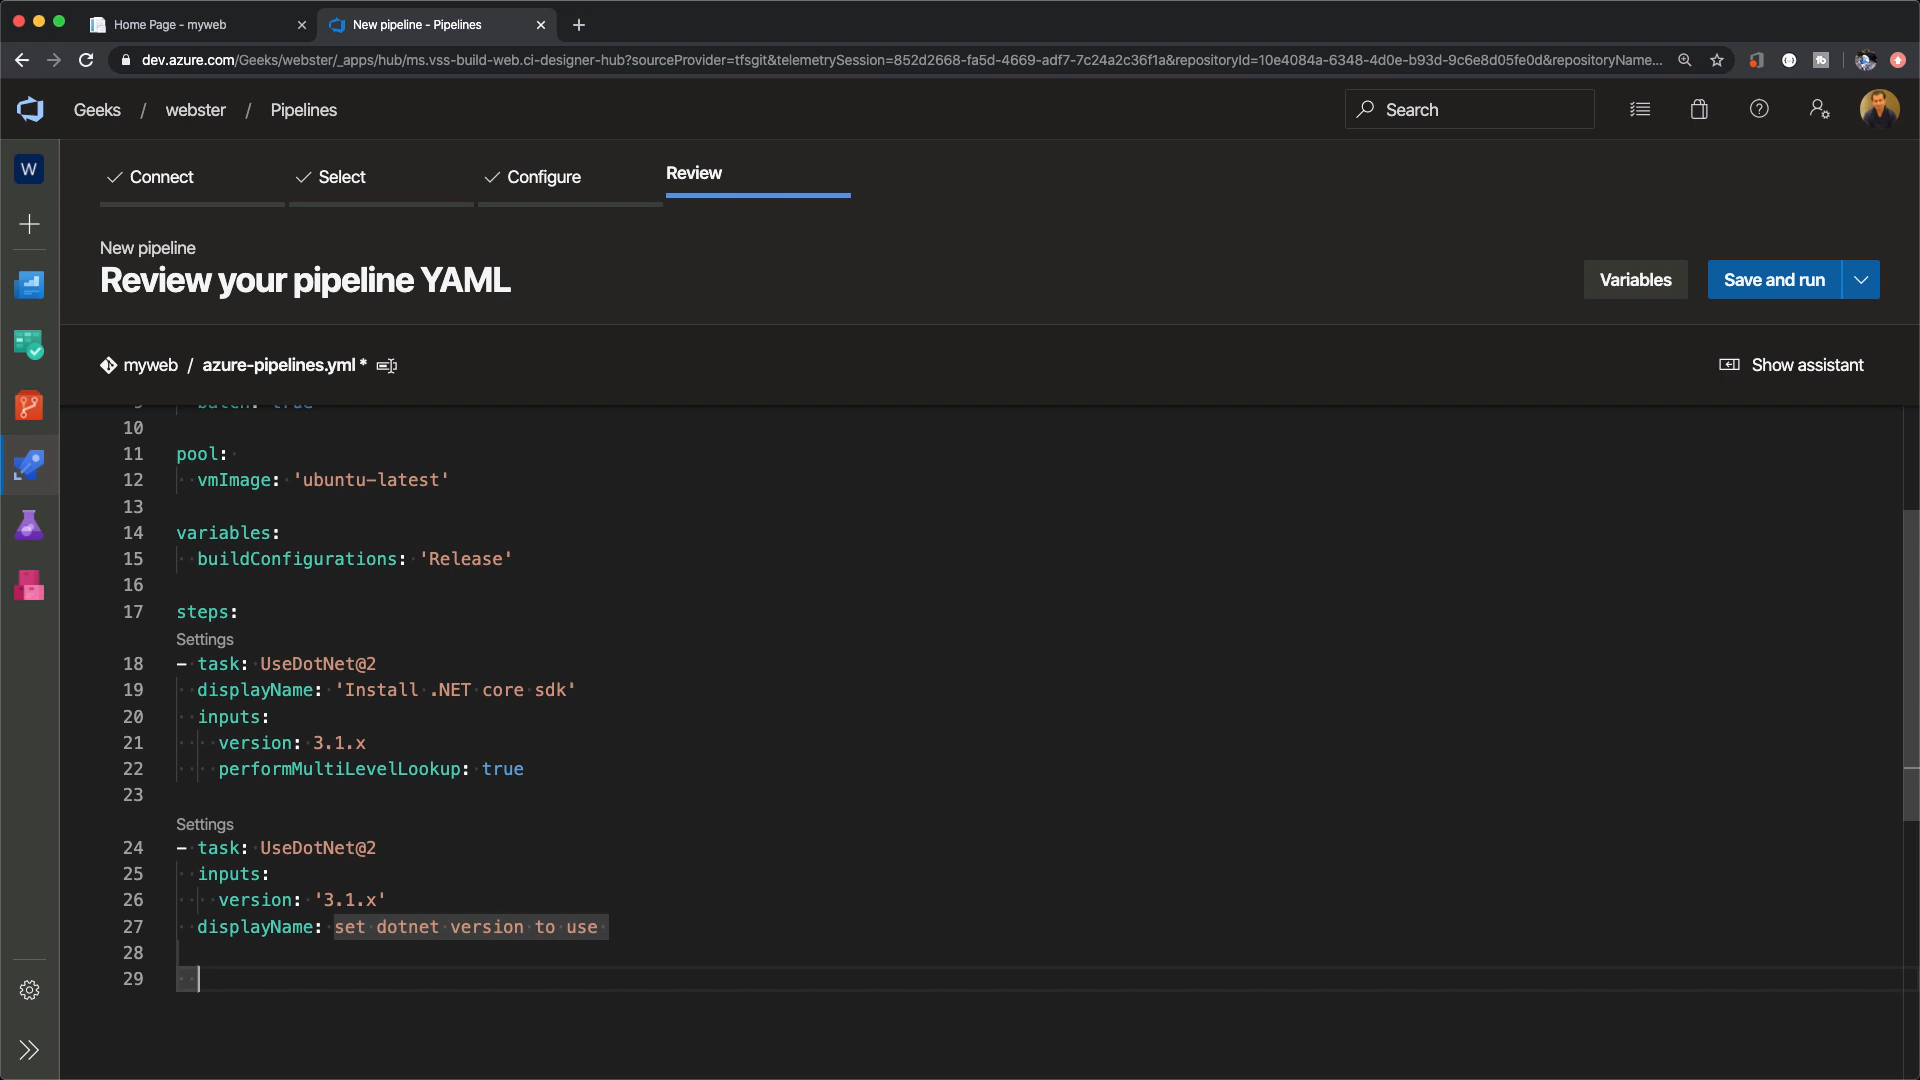 Home Page - myweb
New pipeline - Pipelines
dev.azure.com/Geeks/webster/_apps/hub/ms.vss-build-web.ci-designer-hub?sourceProvider=tfsgit&telemetrySession=852d2668-fa5d-4669-adf7-7c24a2c36f1a&repositoryId=10e4084a-6348-4d0e-b93d-9c6e8d05fe0d&repositoryName...
Geeks / webster / Pipelines
Search
W
Connect
Select
Configure
Review
New pipeline
Review your pipeline YAML
Variables
Save and run
myweb / azure-pipelines.yml *
Show assistant
9 batch: true
10
11 pool:
12 vmImage: 'ubuntu-latest'
13
14 variables:
15 buildConfigurations: 'Release'
16
17 steps:
Settings
18 - task: UseDotNet@2
19 displayName: 'Install .NET core sdk'
20 inputs:
21 version: 3.1.x
22 performMultiLevelLookup: true
23
Settings
24 - task: UseDotNet@2
25 inputs:
26 version: '3.1.x'
27 displayName: set dotnet version to use
28
29